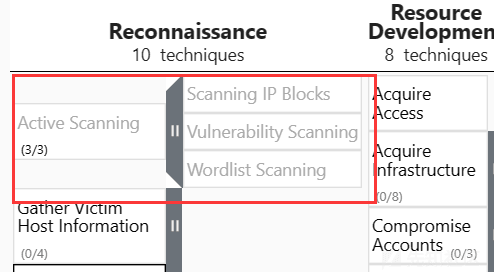 Reconnaissance
10 techniques
Active Scanning
(3/3)
Scanning IP Blocks
Vulnerability Scanning
Wordlist Scanning
Gather Victim
Host Information
(0/4)
Resource
Developmen
8 techniques
Acquire
Access
Acquire
Infrastructure
(0/8)
Compromise
Accounts
(0/3)